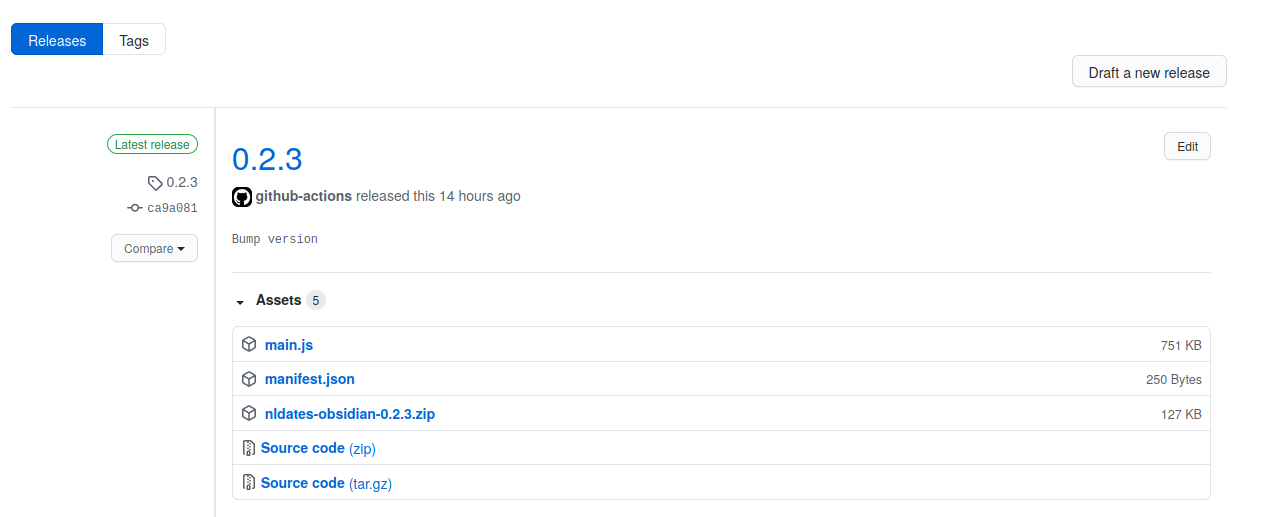 Releases Tags
Draft a new release
Latest release
0.2.3
ca9a081
Compare
0.2.3
Edit
github-actions released this 14 hours ago
Bump version
Assets 5
main.js 751 KB
manifest.json 250 Bytes
nldates-obsidian-0.2.3.zip 127 KB
Source code (zip)
Source code (tar.gz)